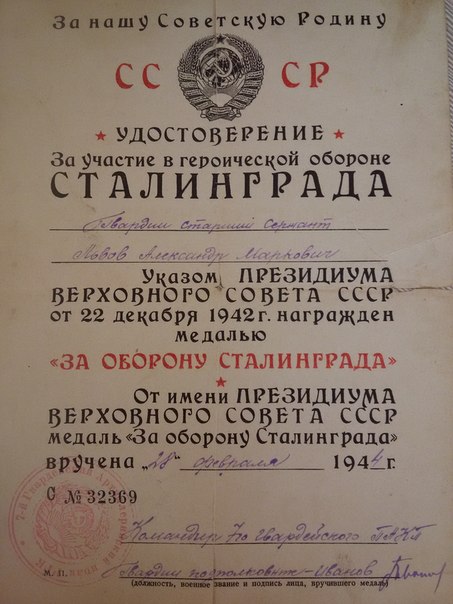 За нашу Советскую Родину
СССР
УДОСТОВЕРЕНИЕ
За участие в героической обороне
СТАЛИНГРАДА
Гвардии старший Сержант
Львов Александр Маркович
Указом ПРЕЗИДИУМА
ВЕРХОВНОГО СОВЕТА СССР
от 22 декабря 1942 г. награжден
медалью
«ЗА ОБОРОНУ СТАЛИНГРАДА»
От имени ПРЕЗИДИУМА
ВЕРХОВНОГО СОВЕТА СССР
медаль «За оборону Сталинграда»
вручена "28" февраля 1944 г.
С № 32369
Командир 7го Гвардейского
М. П. Гвардии подполковник - Иванов
(должность, военное звание и подпись лица, вручившего медаль)